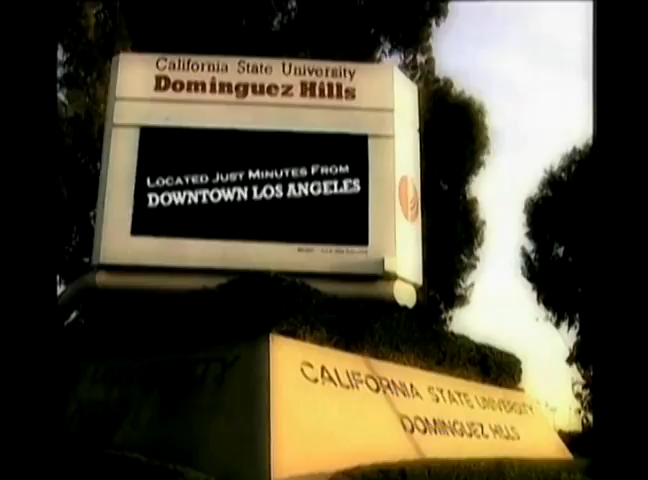 California State University
Dominguez Hills
LOCATED JUST MINUTES FROM
DOWNTOWN LOS ANGELES
CALIFORNIA STATE UNIVERSITY
DOMINGUEZ HILLS